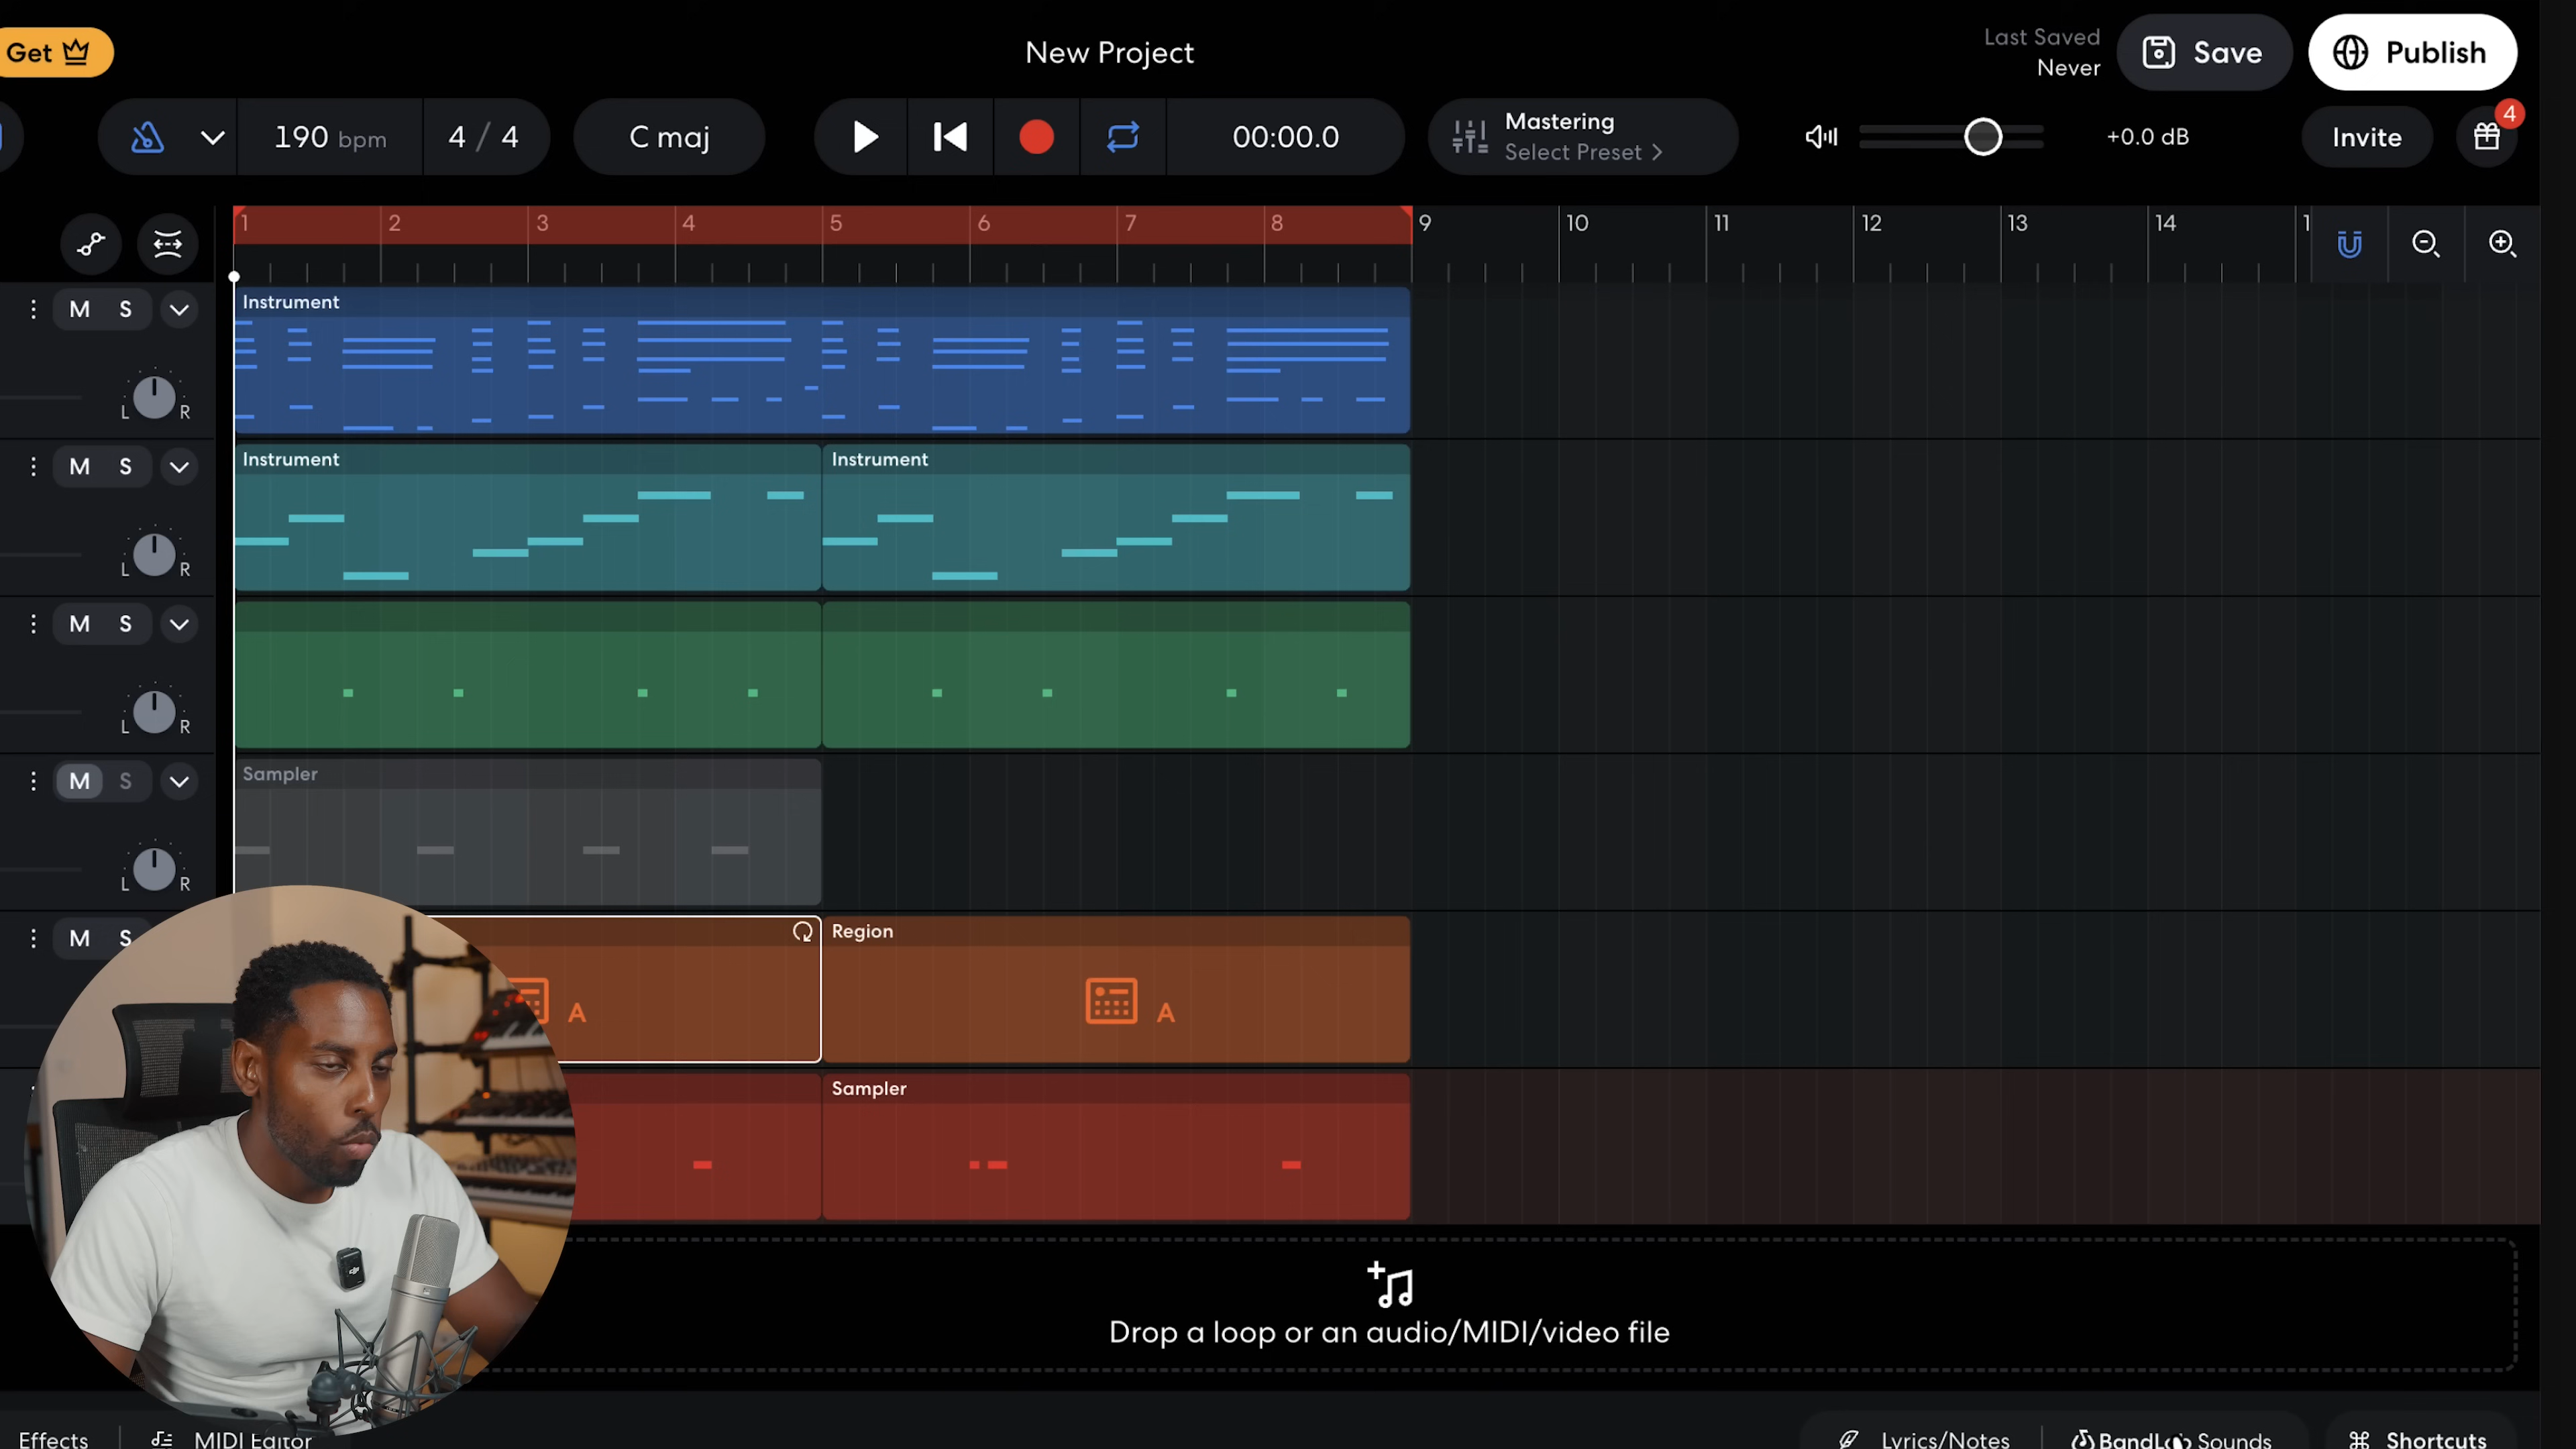 Get
New Project
Last Saved
Never
Save
Publish
190 bpm
4 / 4
C maj
00:00.0
Mastering
Select Preset
+0.0 dB
Invite
4
1 2 3 4 5 6 7 8 9 10 11 12 13 14
M S
Instrument
L R
M S
Instrument
Instrument
L R
M S
L R
M S
Sampler
L R
M S
Region
A
A
Sampler
Drop a loop or an audio/MIDI/video file
Effects
MIDI Editor
Lyrics/Notes
BandLab Sounds
Shortcuts